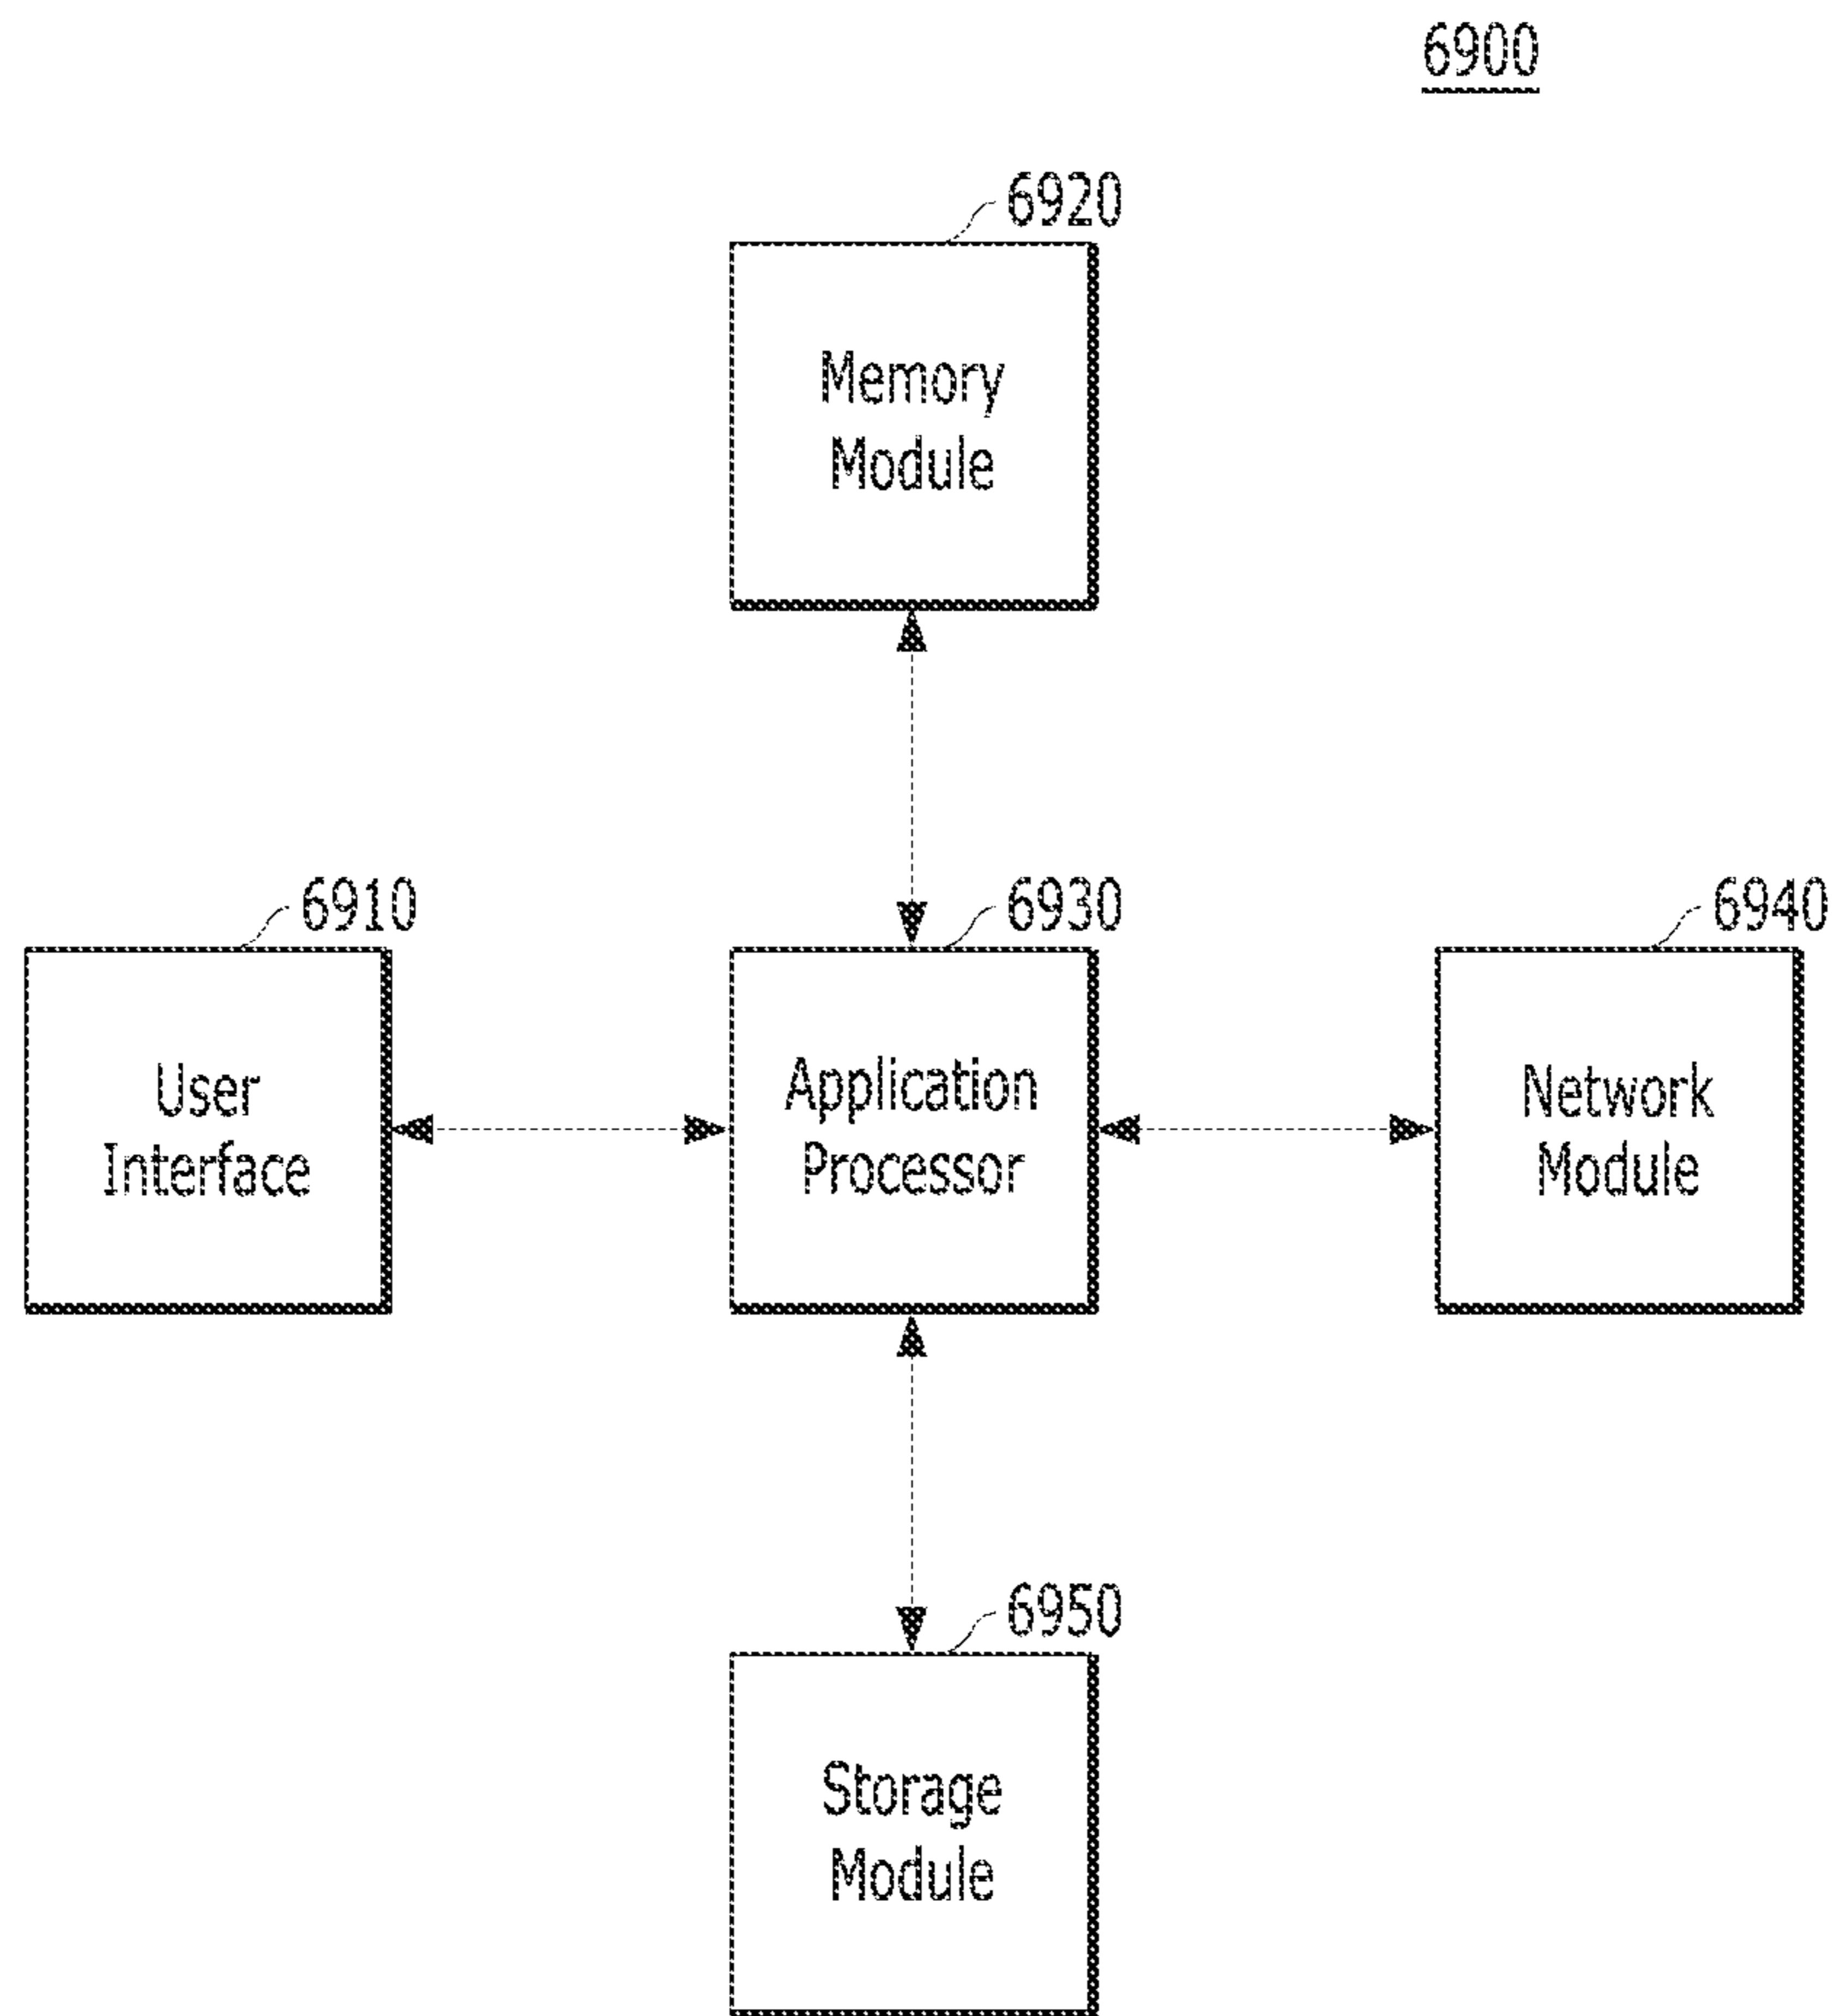 6900
6920
Memory
Module
6910
6930
6940
User
Interface
Application
Processor
Network
Module
6950
Storage
Module